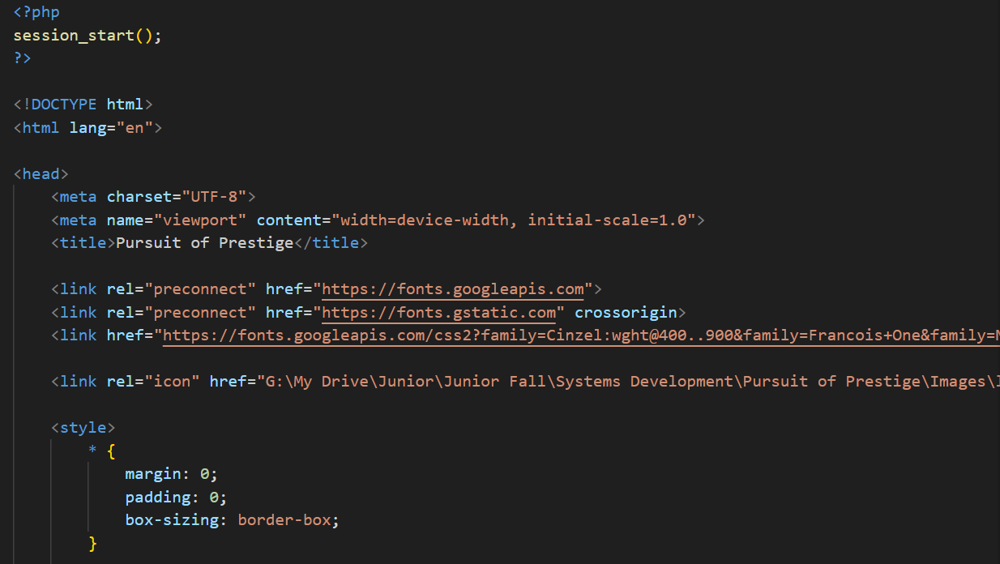 <?php
session_start();
?>
<!DOCTYPE html>
<html lang="en">
<head>
<meta charset="UTF-8">
<meta name="viewport" content="width=device-width, initial-scale=1.0">
<title>Pursuit of Prestige</title>
<link rel="preconnect" href="https://fonts.googleapis.com">
<link rel="preconnect" href="https://fonts.gstatic.com" crossorigin>
<link href="https://fonts.googleapis.com/css2?family=Cinzel:wght@400..900&family=Francois+One&family=
<link rel="icon" href="G:\My Drive\Junior\Junior Fall\Systems Development\Pursuit of Prestige\Images\
<style>
* {
margin: 0;
padding: 0;
box-sizing: border-box;
}